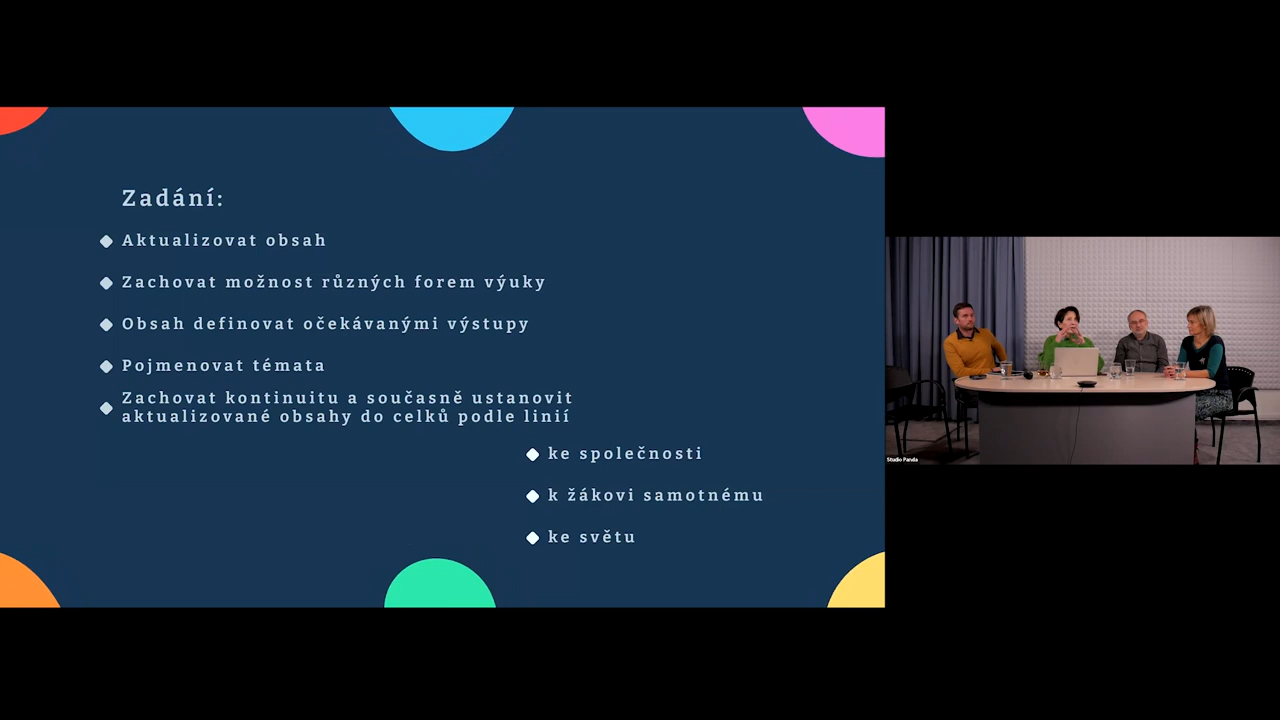 Zadání:
Aktualizovat obsah
Zachovat možnost různých forem výuky
Obsah definovat očekávanými výstupy
Pojmenovat témata
Zachovat kontinuitu a současně ustanovit
aktualizované obsahy do celků podle linií
ke společnosti
k žákovi samotnému
ke světu
Studio Panda